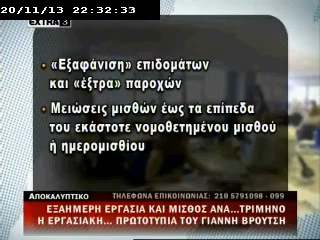 20/11/13 22:32:33
EXTRA 3
• «Εξαφάνιση» επιδομάτων
και «έξτρα» παροχών
• Μειώσεις μισθών έως τα επίπεδα
του εκάστοτε νομοθετημένου μισθού
ή ημερομισθίου
ΑΠΟΚΑΛΥΠΤΙΚΟ
ΤΗΛΕΦΩΝΑ ΕΠΙΚΟΙΝΩΝΙΑΣ: 210 5791098 - 099
ΕΞΑΗΜΕΡΗ ΕΡΓΑΣΙΑ ΚΑΙ ΜΙΣΘΟΣ ΑΝΑ...ΤΡΙΜΗΝΟ
Η ΕΡΓΑΣΙΑΚΗ... ΠΡΩΤΟΤΥΠΙΑ ΤΟΥ ΓΙΑΝΝΗ ΒΡΟΥΤΣΗ